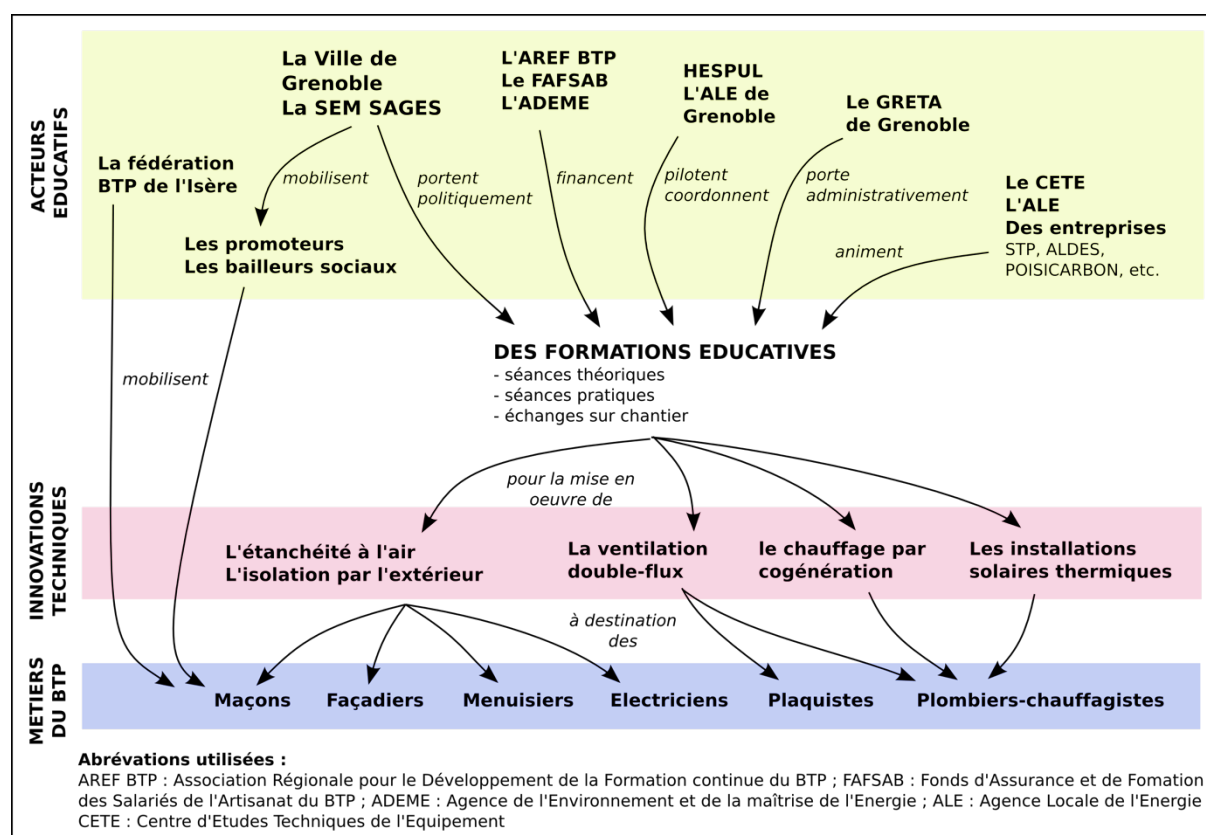 ACTEURS
EDUCATIFS
La Ville de
Grenoble
La SEM SAGES
L'AREF BTP
Le FAFSAB
L'ADEME
HESPUL
L'ALE de
Grenoble
Le GRETA
de Grenoble
La fédération
BTP de l'Isère
mobilisent
portent
politiquement
financent
pilotent
coordonnent
porte
administrativement
Le CETE
L'ALE
Des entreprises
STP, ALDES,
POISICARBON, etc.
Les promoteurs
Les bailleurs sociaux
animent
DES FORMATIONS EDUCATIVES
- séances théoriques
- séances pratiques
- échanges sur chantier
mobilisent
pour la mise en
oeuvre de
INNOVATIONS
TECHNIQUES
L'étanchéité à l'air
L'isolation par l'extérieur
La ventilation
double-flux
le chauffage par
cogénération
Les installations
solaires thermiques
à destination
des
METIERS
DU BTP
Maçons
Façadiers
Menuisiers
Electriciens
Plaquistes
Plombiers-chauffagistes
Abrévations utilisées :
AREF BTP : Association Régionale pour le Développement de la Formation continue du BTP ; FAFSAB : Fonds d'Assurance et de Fomation
des Salariés de l'Artisanat du BTP ; ADEME : Agence de l'Environnement et de la maîtrise de l'Energie ; ALE : Agence Locale de l'Energie
CETE : Centre d'Etudes Techniques de l'Equipement